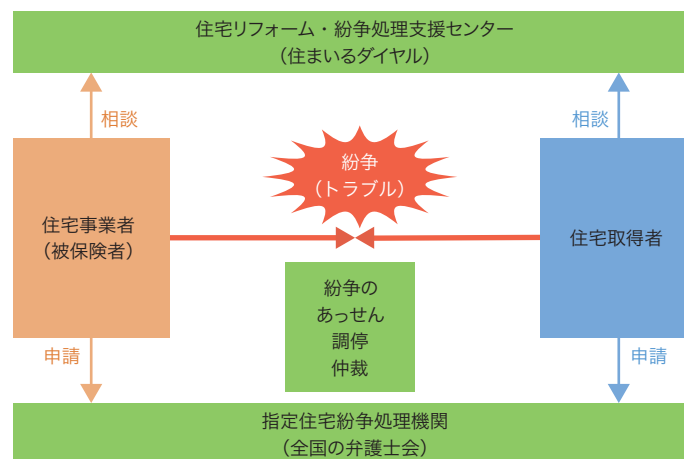 住宅リフォーム・紛争処理支援センター
（住まいるダイヤル）
相談
相談
紛争
（トラブル）
住宅事業者
（被保険者）
住宅取得者
紛争の
あっせん
調停
仲裁
申請
申請
指定住宅紛争処理機関
（全国の弁護士会）